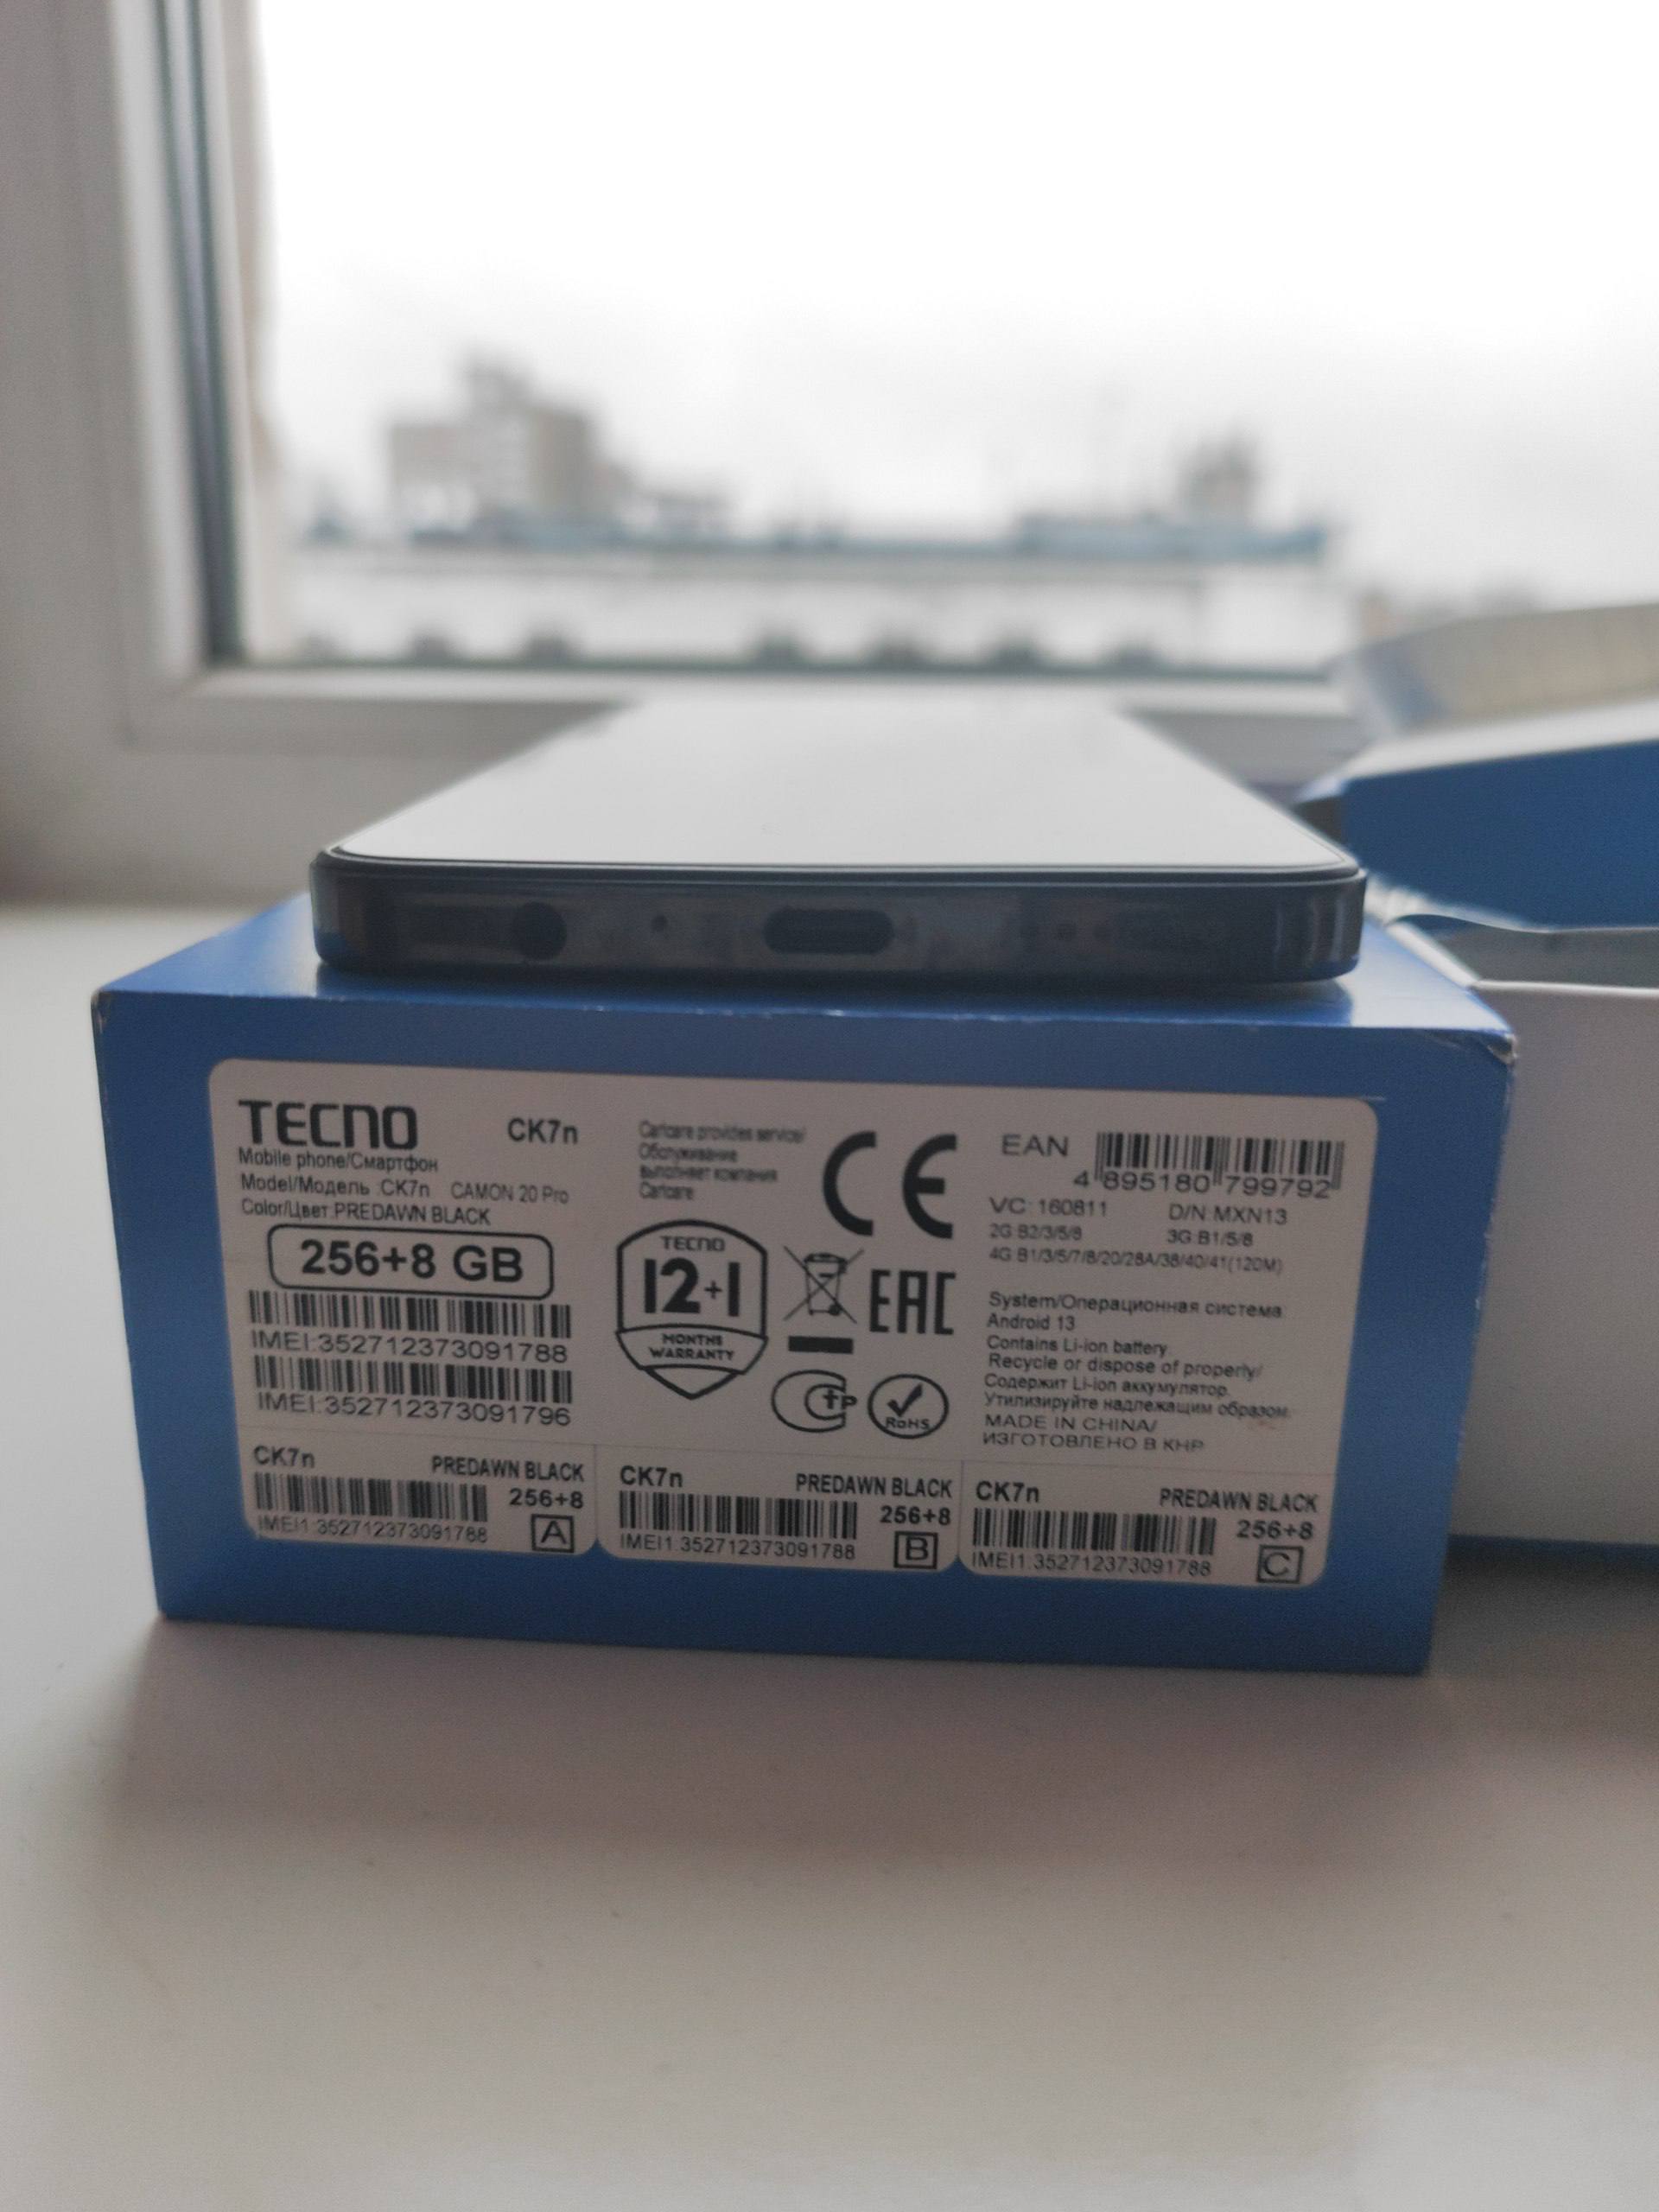 TECNO
CK7n
Mobile phone/Смартфон
Model/Модель :CK7n CAMON 20 Pro
Color/Цвет:PREDAWN BLACK
256+8 GB
IMEI:352712373091788
IMEI:352712373091796
Carlcare provides service/
Обслуживание
выполняет компания
Carlcare
CE
TECNO
12+1
MONTHS
WARRANTY
EAC
RoHS
EAN
4 895180 799792
VC: 160811 D/N:MXN13
2G:B2/3/5/8 3G:B1/5/8
4G:B1/3/5/7/8/20/28A/38/40/41(120M)
System/Операционная система:
Android 13
Contains Li-ion battery
Recycle or dispose of properly/
Содержит Li-ion аккумулятор.
Утилизируйте надлежащим образом.
MADE IN CHINA/
ИЗГОТОВЛЕНО В КНР
CK7n PREDAWN BLACK
256+8
IMEI1:352712373091788 A
CK7n PREDAWN BLACK
256+8
IMEI1:352712373091788 B
CK7n PREDAWN BLACK
256+8
IMEI1:352712373091788 C